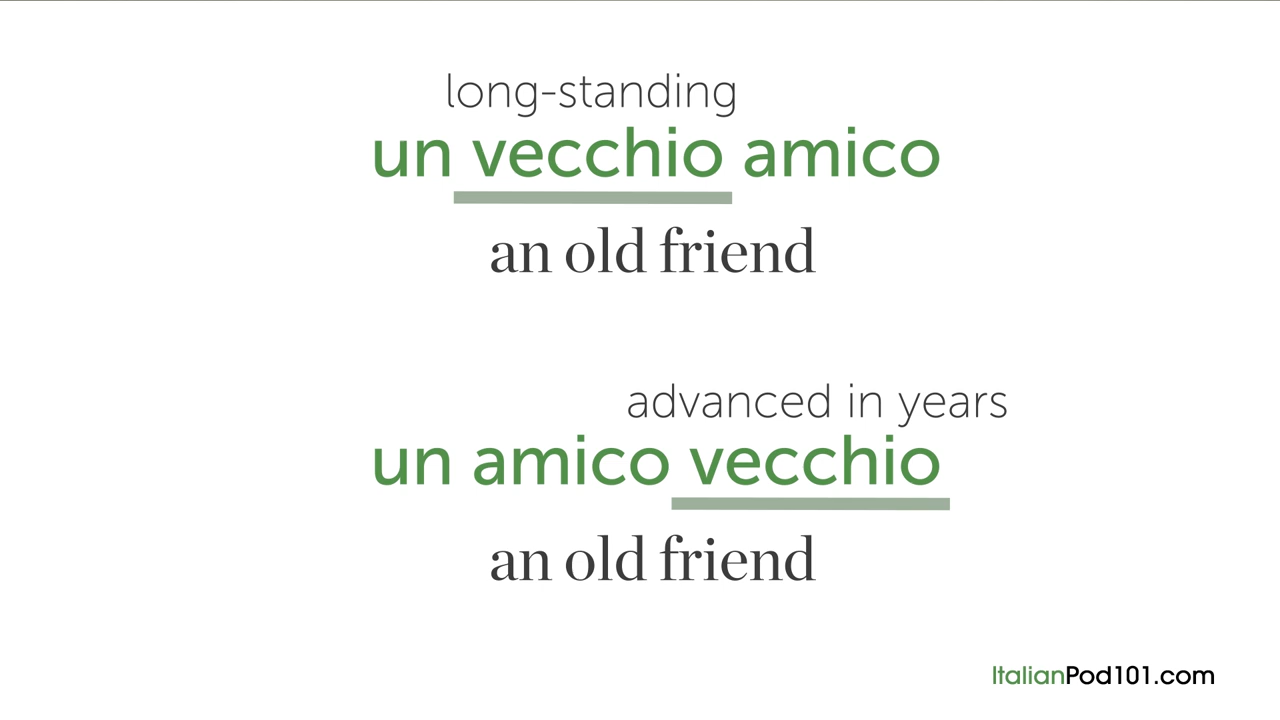 long-standing
un vecchio amico
an old friend
advanced in years
un amico vecchio
an old friend
ItalianPod101.com